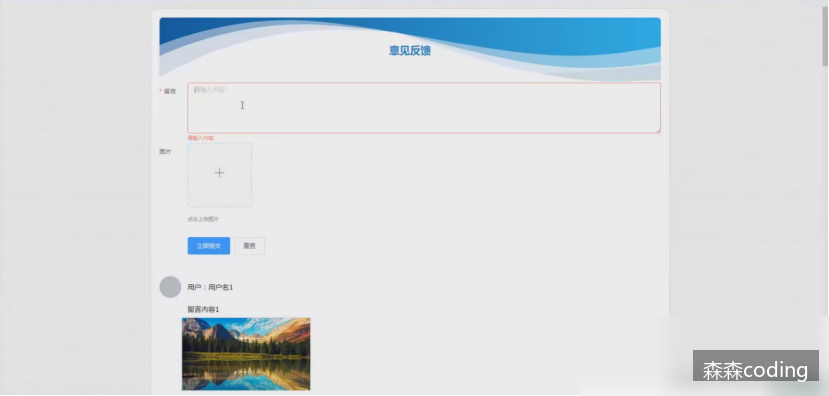 意见反馈
* 留言
请输入内容
请输入内容
图片
点击上传图片
立即提交
重置
用户：用户名1
留言内容1
森森coding